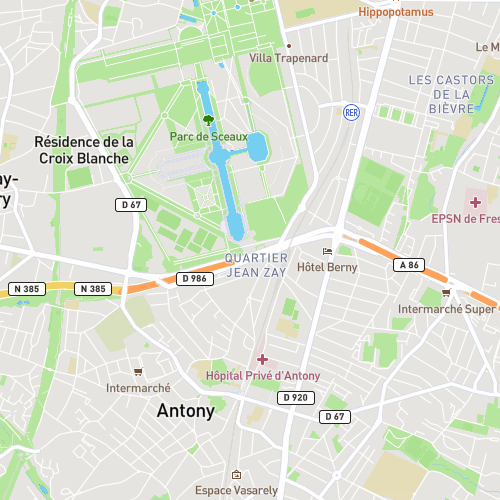 Hippopotamus
Villa Trapenard
Le M
LES CASTORS
DE LA
BIÈVRE
RER
Parc de Sceaux
Résidence de la
Croix Blanche
ny-
ry
D 67
EPSN de Fres
QUARTIER
JEAN ZAY
Hôtel Berny
A 86
D 986
N 385
N 385
Intermarché Super
Hôpital Privé d'Antony
Intermarché
D 920
Antony
D 67
Espace Vasarely